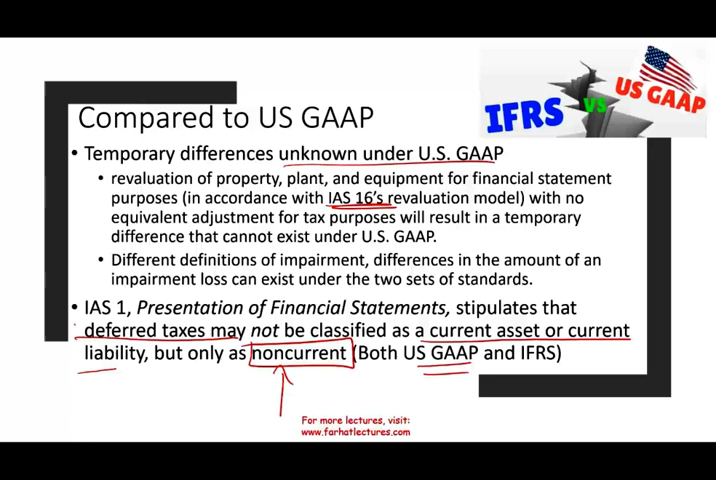 IFRS vs US GAAP
Compared to US GAAP
• Temporary differences unknown under U.S. GAAP
• revaluation of property, plant, and equipment for financial statement
purposes (in accordance with IAS 16's revaluation model) with no
equivalent adjustment for tax purposes will result in a temporary
difference that cannot exist under U.S. GAAP.
• Different definitions of impairment, differences in the amount of an
impairment loss can exist under the two sets of standards.
• IAS 1, Presentation of Financial Statements, stipulates that
deferred taxes may not be classified as a current asset or current
liability, but only as noncurrent (Both US GAAP and IFRS)
For more lectures, visit:
www.farhatlectures.com